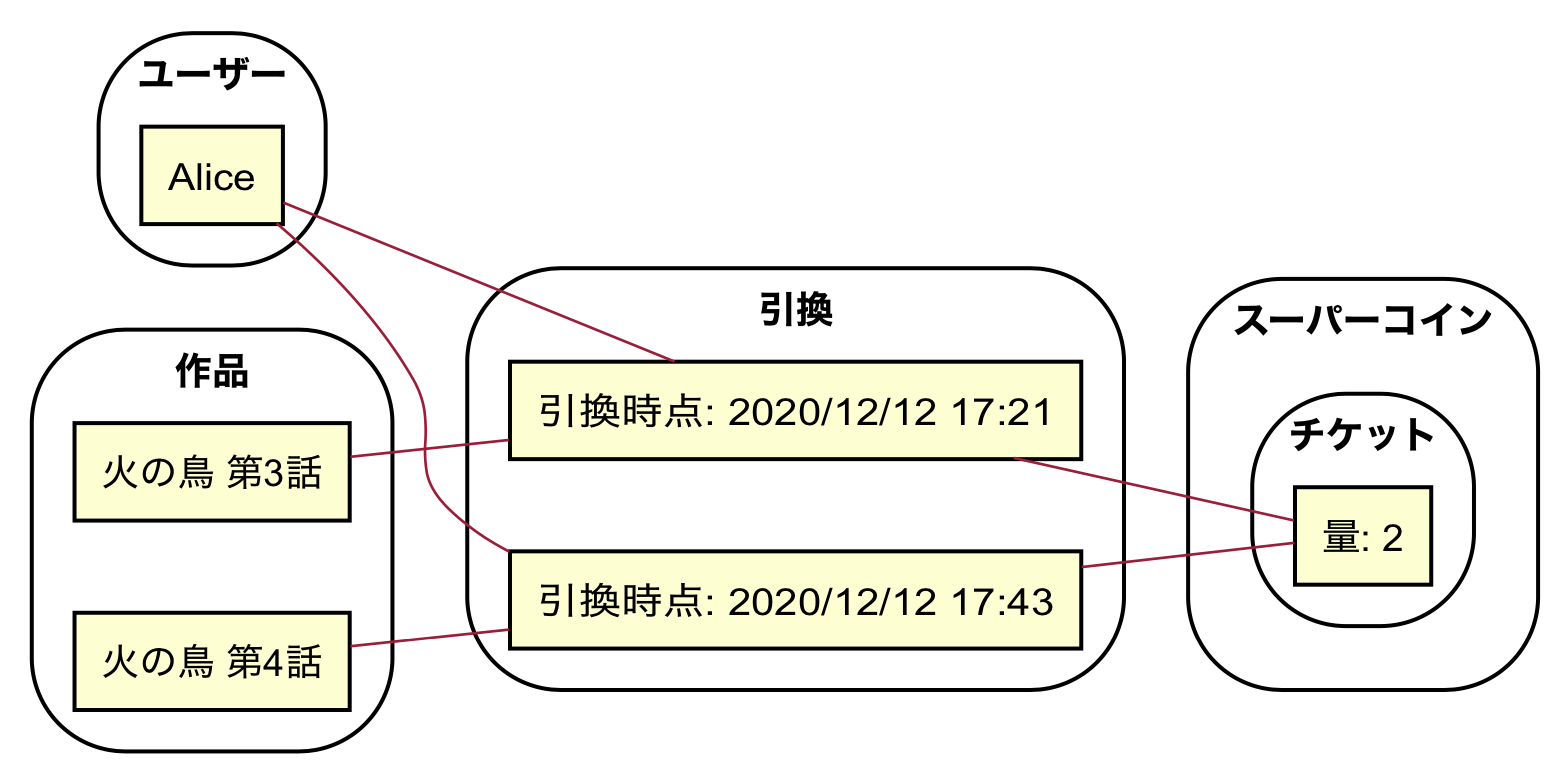 ユーザー
Alice
作品
火の鳥 第3話
火の鳥 第4話
引換
引換時点: 2020/12/12 17:21
引換時点: 2020/12/12 17:43
スーパーコイン
チケット
量: 2